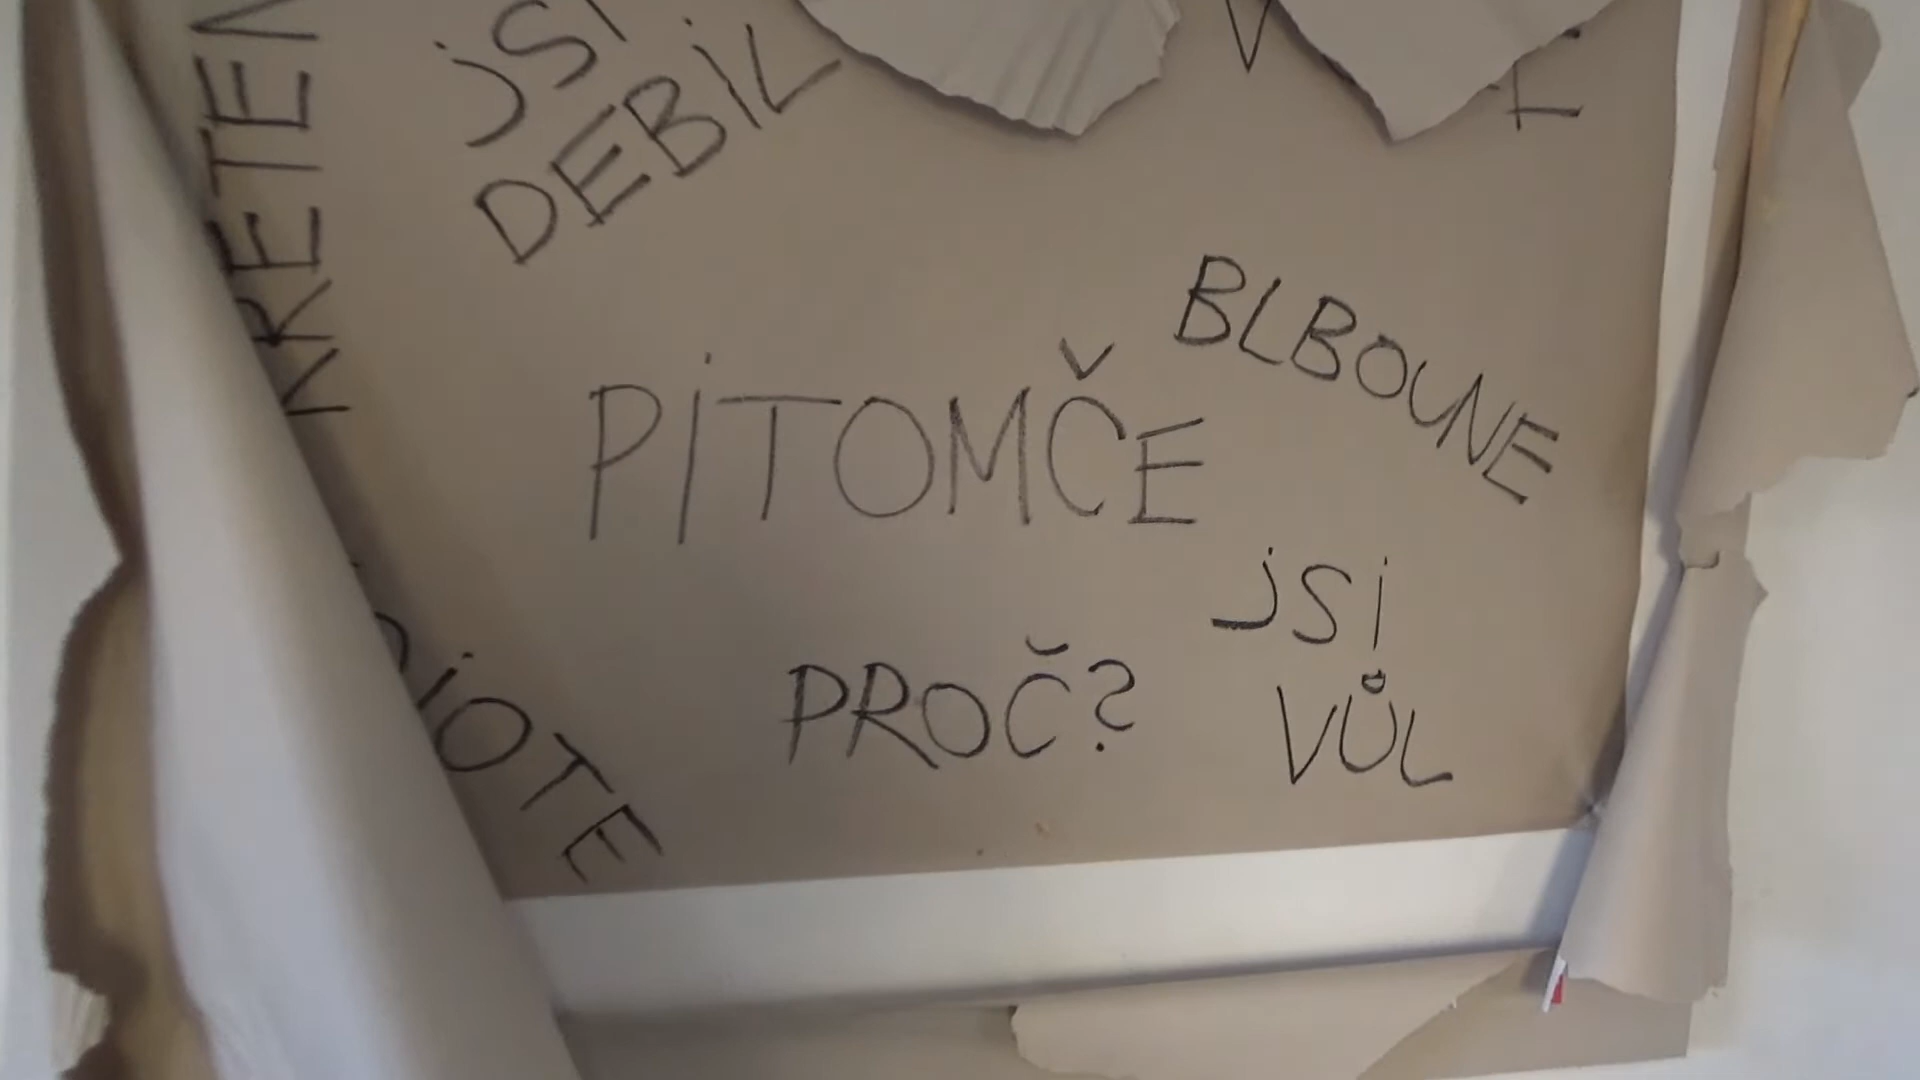 JSI
DEBIL
KRETEN
BLBOUNE
PITOMČE
JSI
VŮL
PROČ?
IOTE